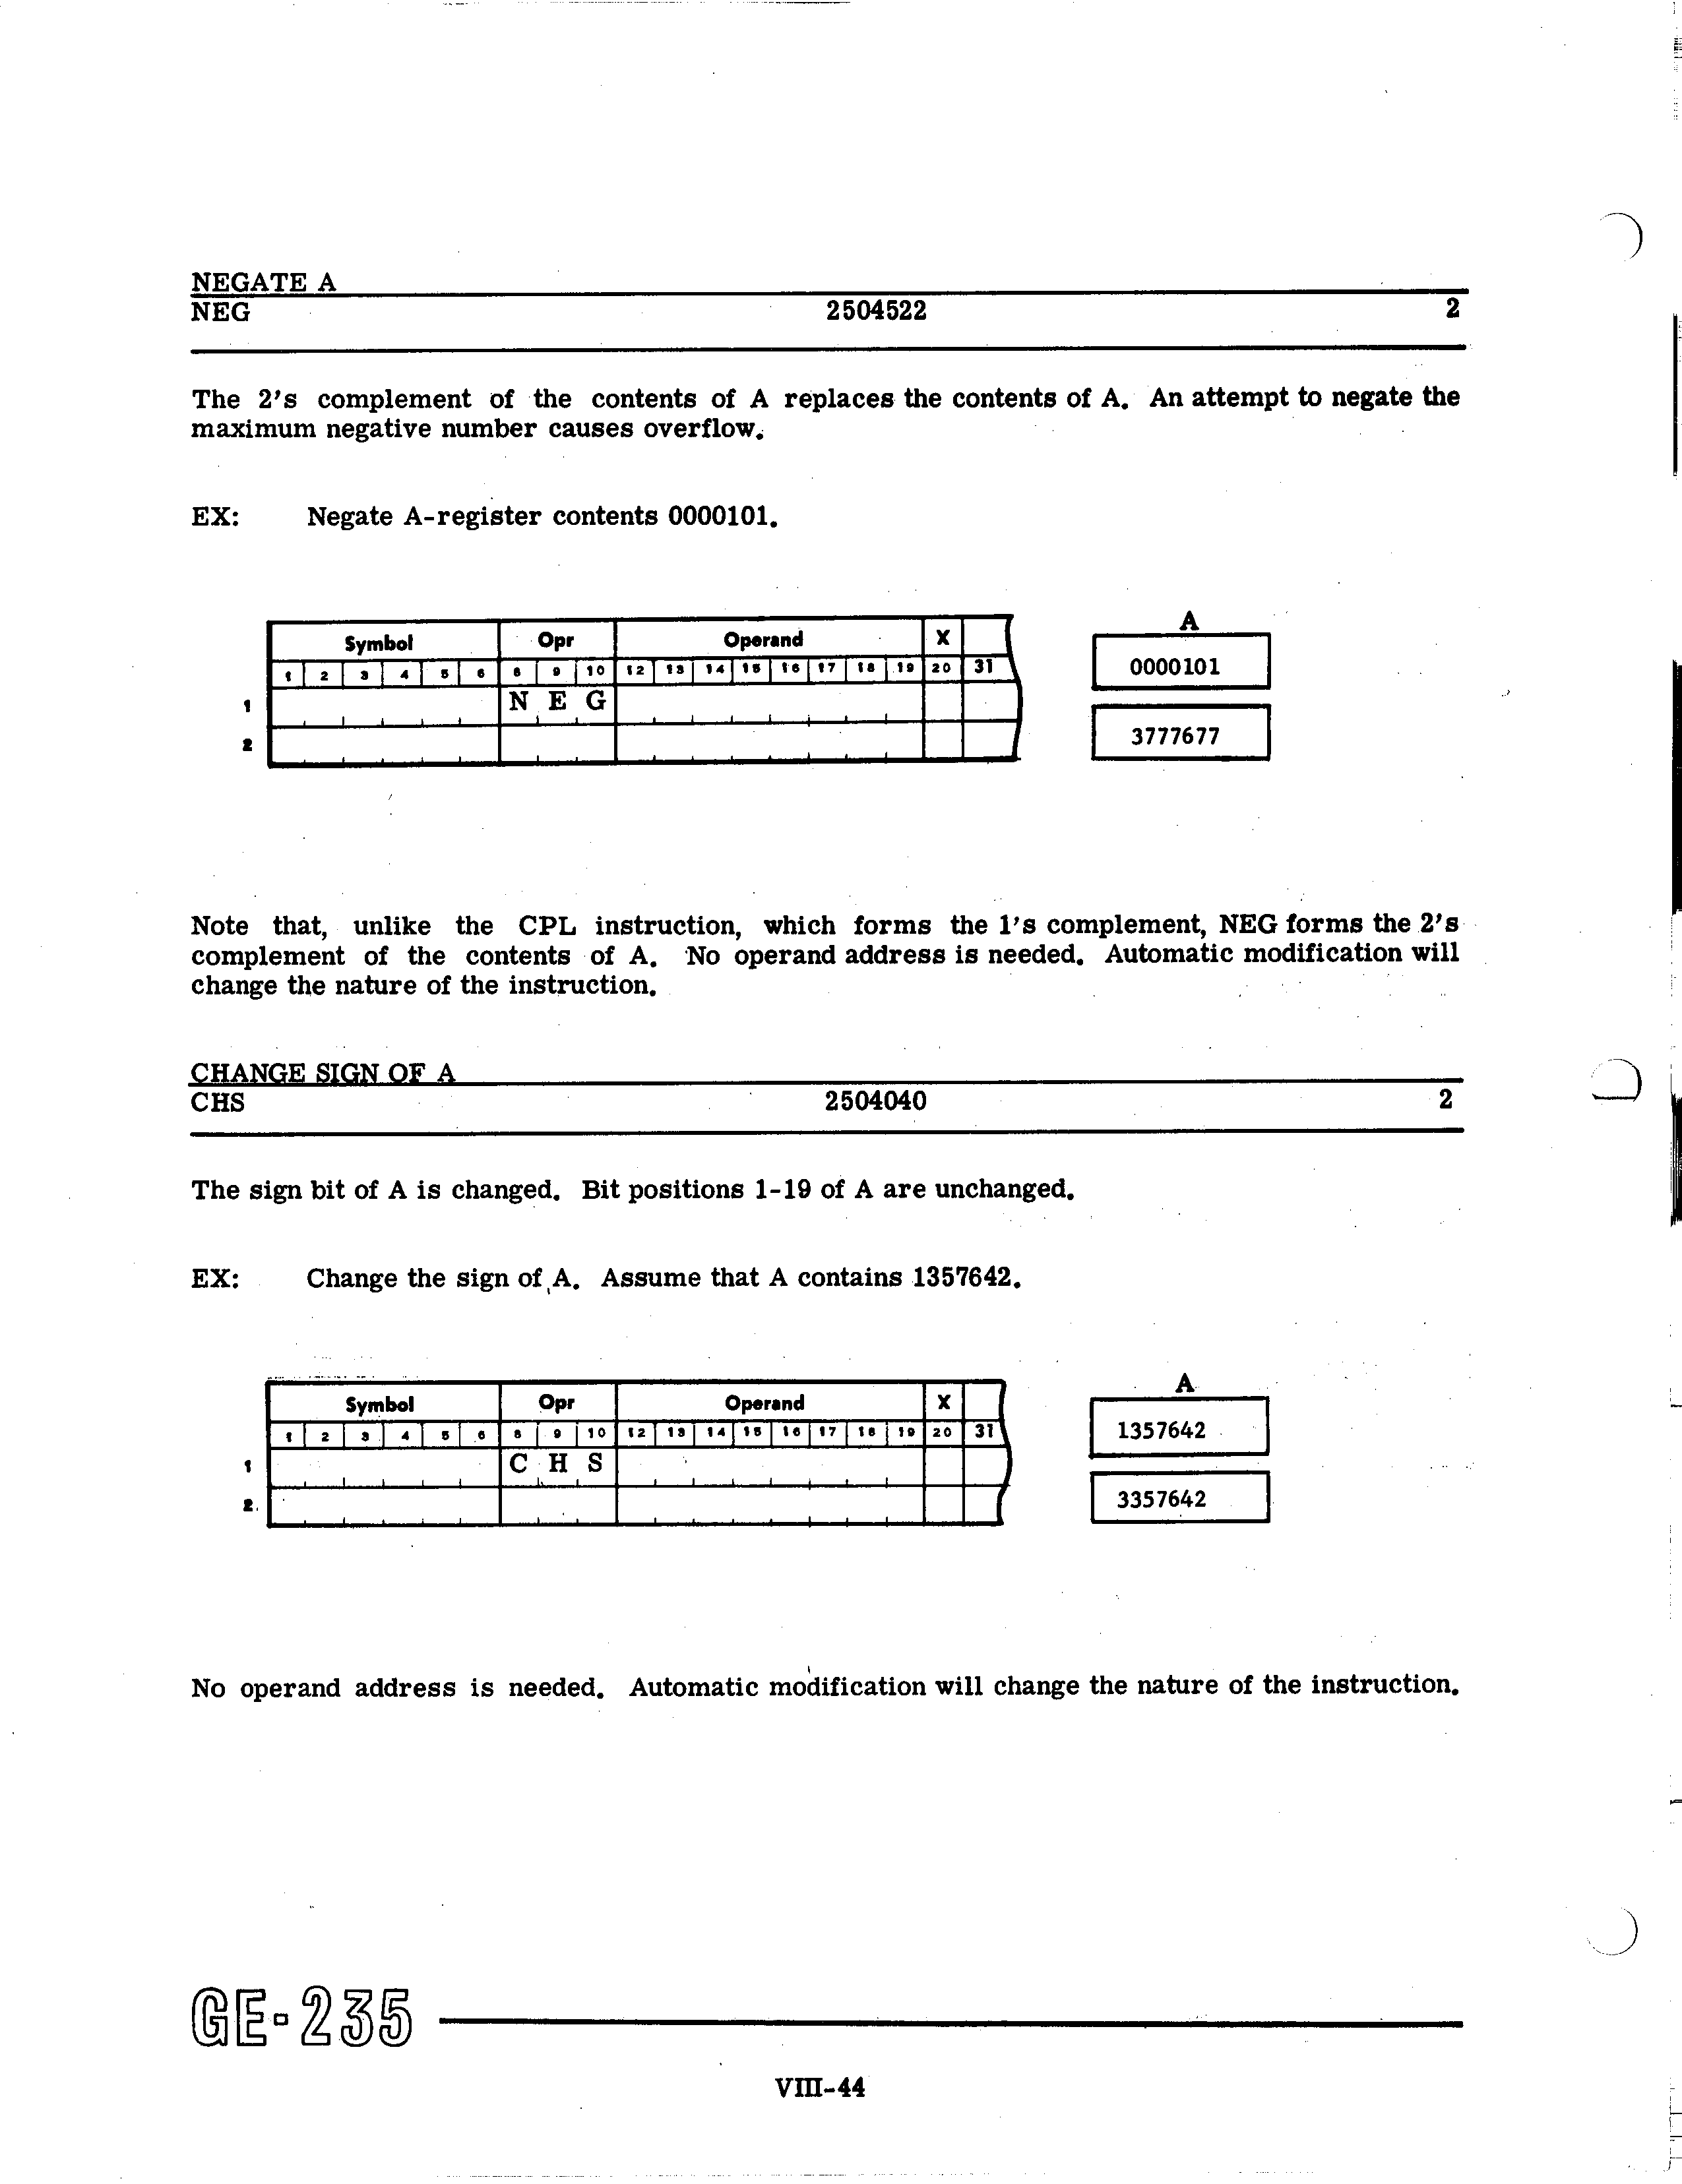 NEGATE A
NEG 2504522 2
The 2's complement of the contents of A replaces the contents of A. An attempt to negate the
maximum negative number causes overflow.
EX: Negate A-register contents 0000101.
A
Symbol Opr Operand X
0000101
1 2 3 4 5 6 8 9 10 12 13 14 15 16 17 18 19 20 31
1 N E G
3777677
2
Note that, unlike the CPL instruction, which forms the 1's complement, NEG forms the 2's
complement of the contents of A. No operand address is needed. Automatic modification will
change the nature of the instruction.
CHANGE SIGN OF A
CHS 2504040 2
The sign bit of A is changed. Bit positions 1-19 of A are unchanged.
EX: Change the sign of A. Assume that A contains 1357642.
A
Symbol Opr Operand X
1357642
1 2 3 4 5 6 8 9 10 12 13 14 15 16 17 18 19 20 31
1 C H S
3357642
2
No operand address is needed. Automatic modification will change the nature of the instruction.
GE-235
VIII-44